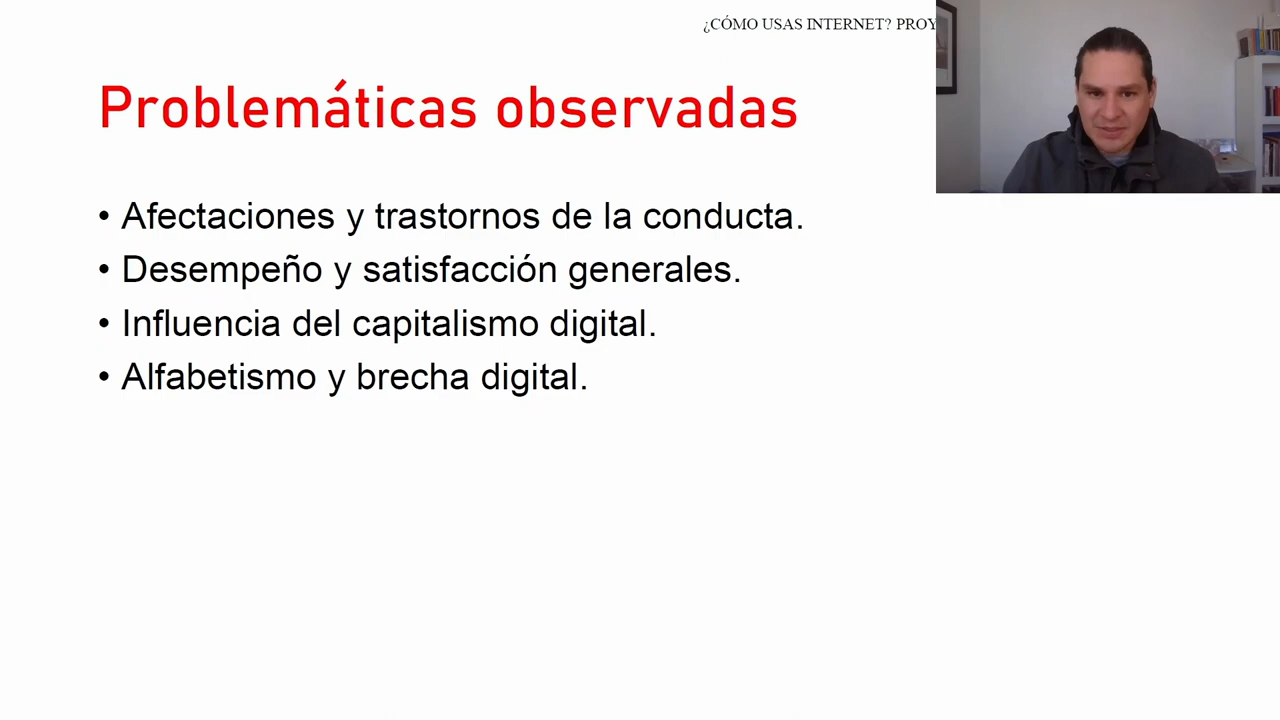 ¿CÓMO USAS INTERNET?
Problemáticas observadas
• Afectaciones y trastornos de la conducta.
• Desempeño y satisfacción generales.
• Influencia del capitalismo digital.
• Alfabetismo y brecha digital.